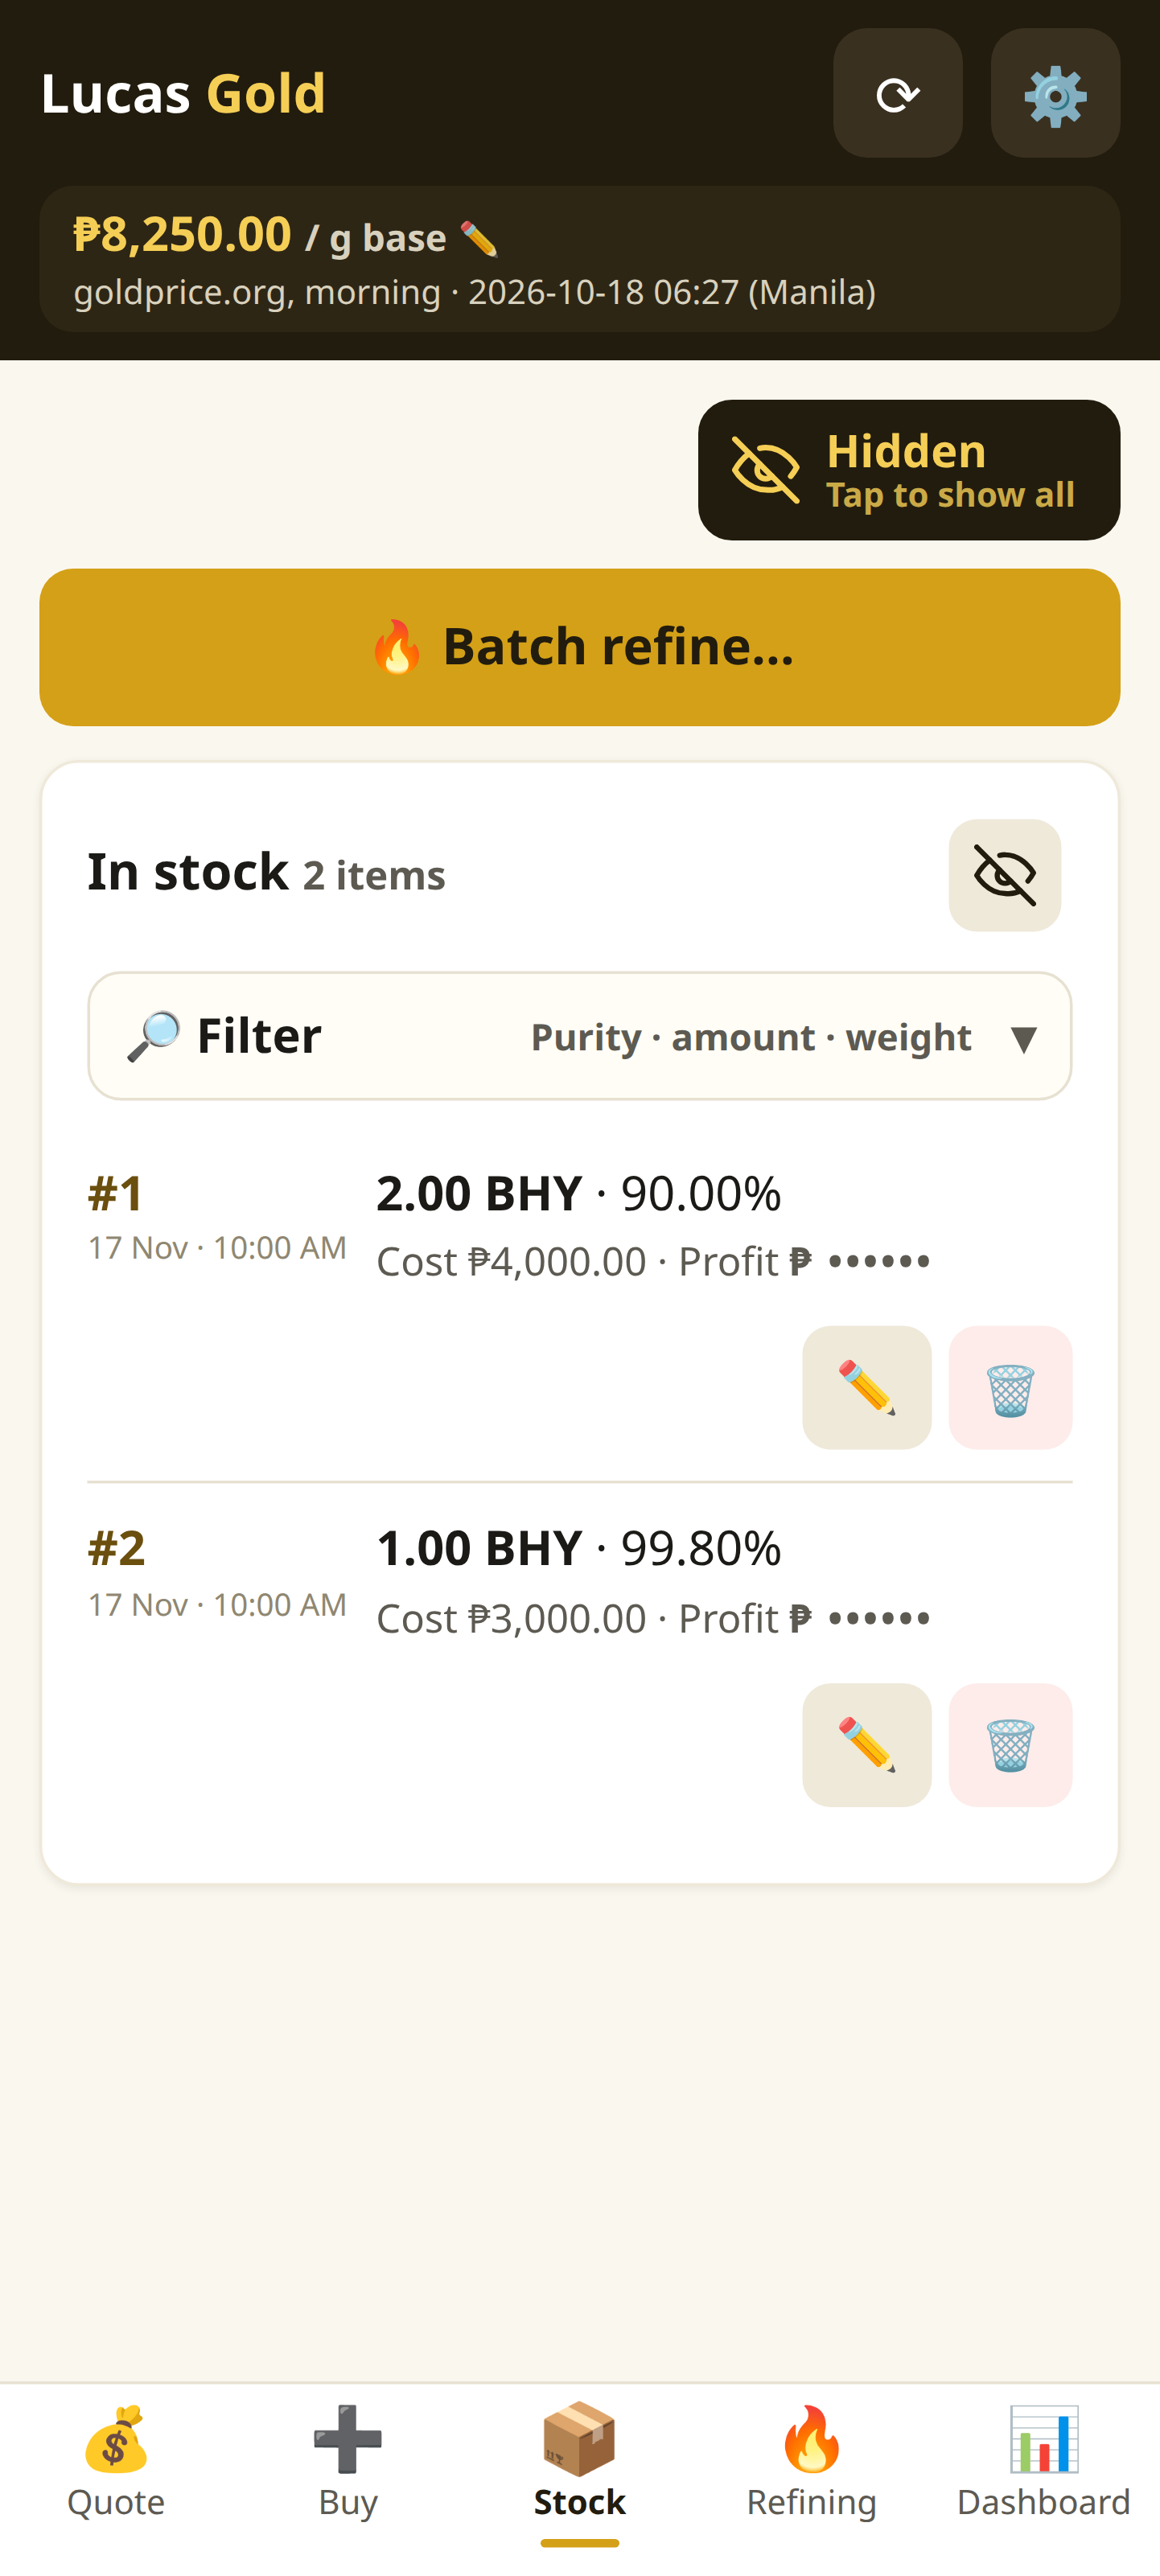 Lucas Gold
⟳
₱8,250.00 / g base
goldprice.org, morning · 2026-10-18 06:27 (Manila)
Hidden
Tap to show all
Batch refine...
In stock 2 items
Filter Purity · amount · weight ▼
#1 2.00 BHY · 90.00%
17 Nov · 10:00 AM Cost ₱4,000.00 · Profit ₱ ••••••
#2 1.00 BHY · 99.80%
17 Nov · 10:00 AM Cost ₱3,000.00 · Profit ₱ ••••••
Quote Buy Stock Refining Dashboard